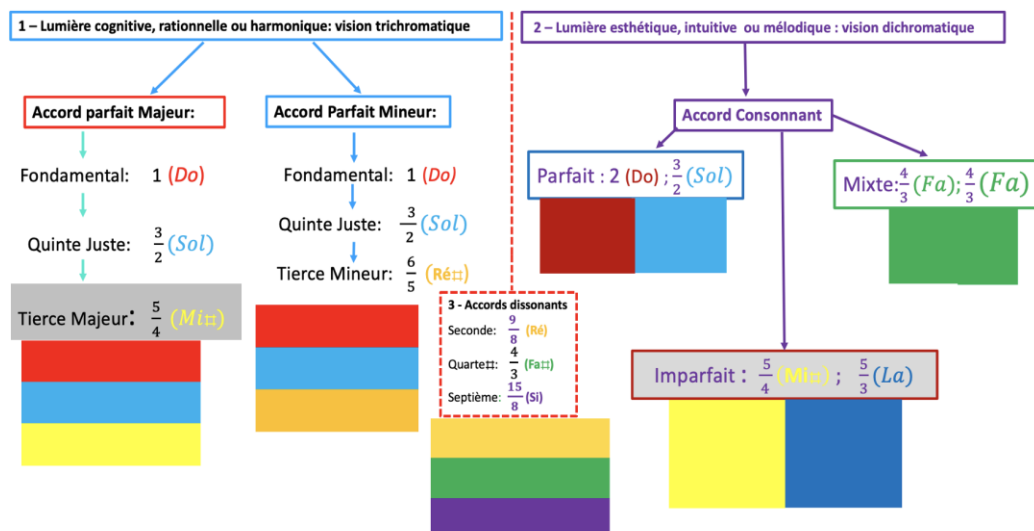 1 – Lumière cognitive, rationnelle ou harmonique: vision trichromatique
Accord parfait Majeur:
Fondamental: 1 (Do)
Quinte Juste: 3/2 (Sol)
Tierce Majeur: 5/4 (Mi♯)
Accord Parfait Mineur:
Fondamental: 1 (Do)
Quinte Juste: 3/2 (Sol)
Tierce Mineur: 6/5 (Ré♯)
3 - Accords dissonants
Seconde: 9/8 (Ré)
Quarte♯: 4/3 (Fa♯)
Septième: 15/8 (Si)
2 – Lumière esthétique, intuitive ou mélodique : vision dichromatique
Accord Consonnant
Parfait : 2 (Do) ; 3/2 (Sol)
Mixte: 4/3 (Fa); 4/3 (Fa)
Imparfait : 5/4 (Mi♯) ; 5/3 (La)